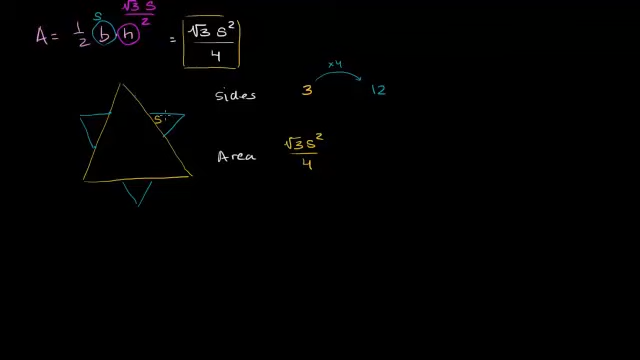 A = 1/2 b h = √3 s²/4
s
√3 s/2
sides 3 x4 12
s
Area √3 s²/4